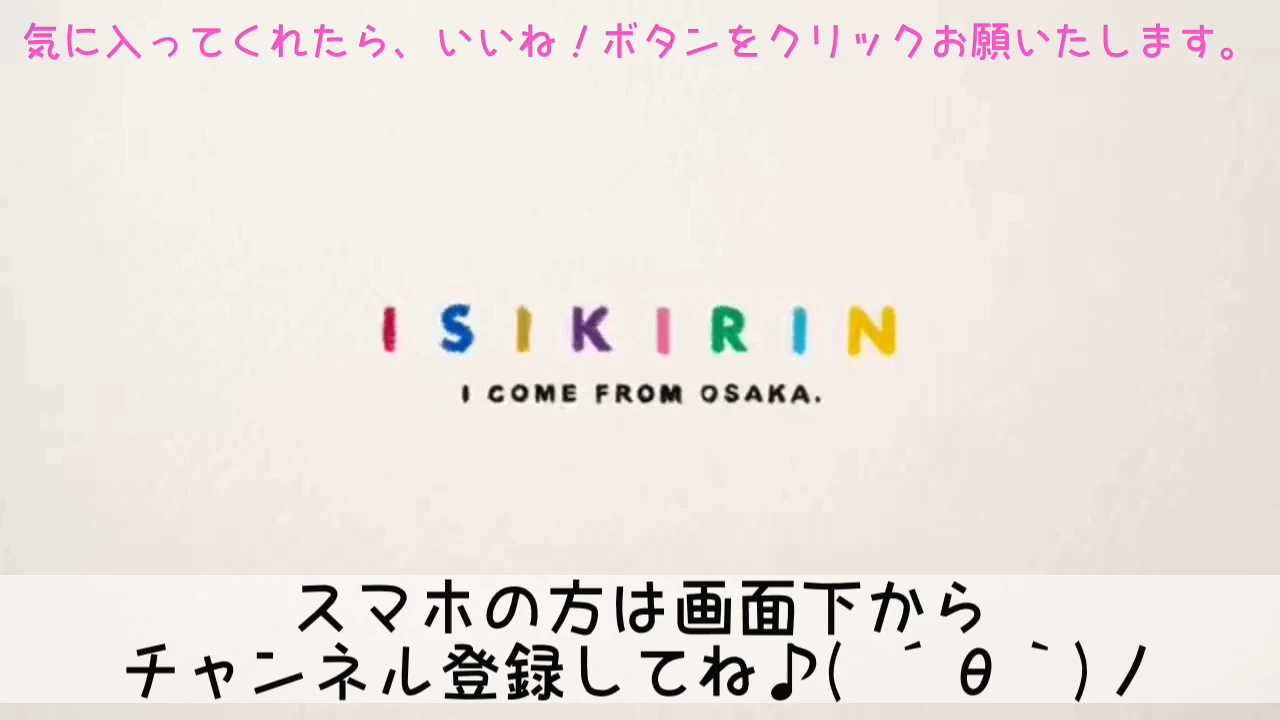 気に入ってくれたら、いいね！ボタンをクリックお願いいたします。
ISIKIRIN
I COME FROM OSAKA.
スマホの方は画面下から
チャンネル登録してね♪( ´ θ ｀)ノ